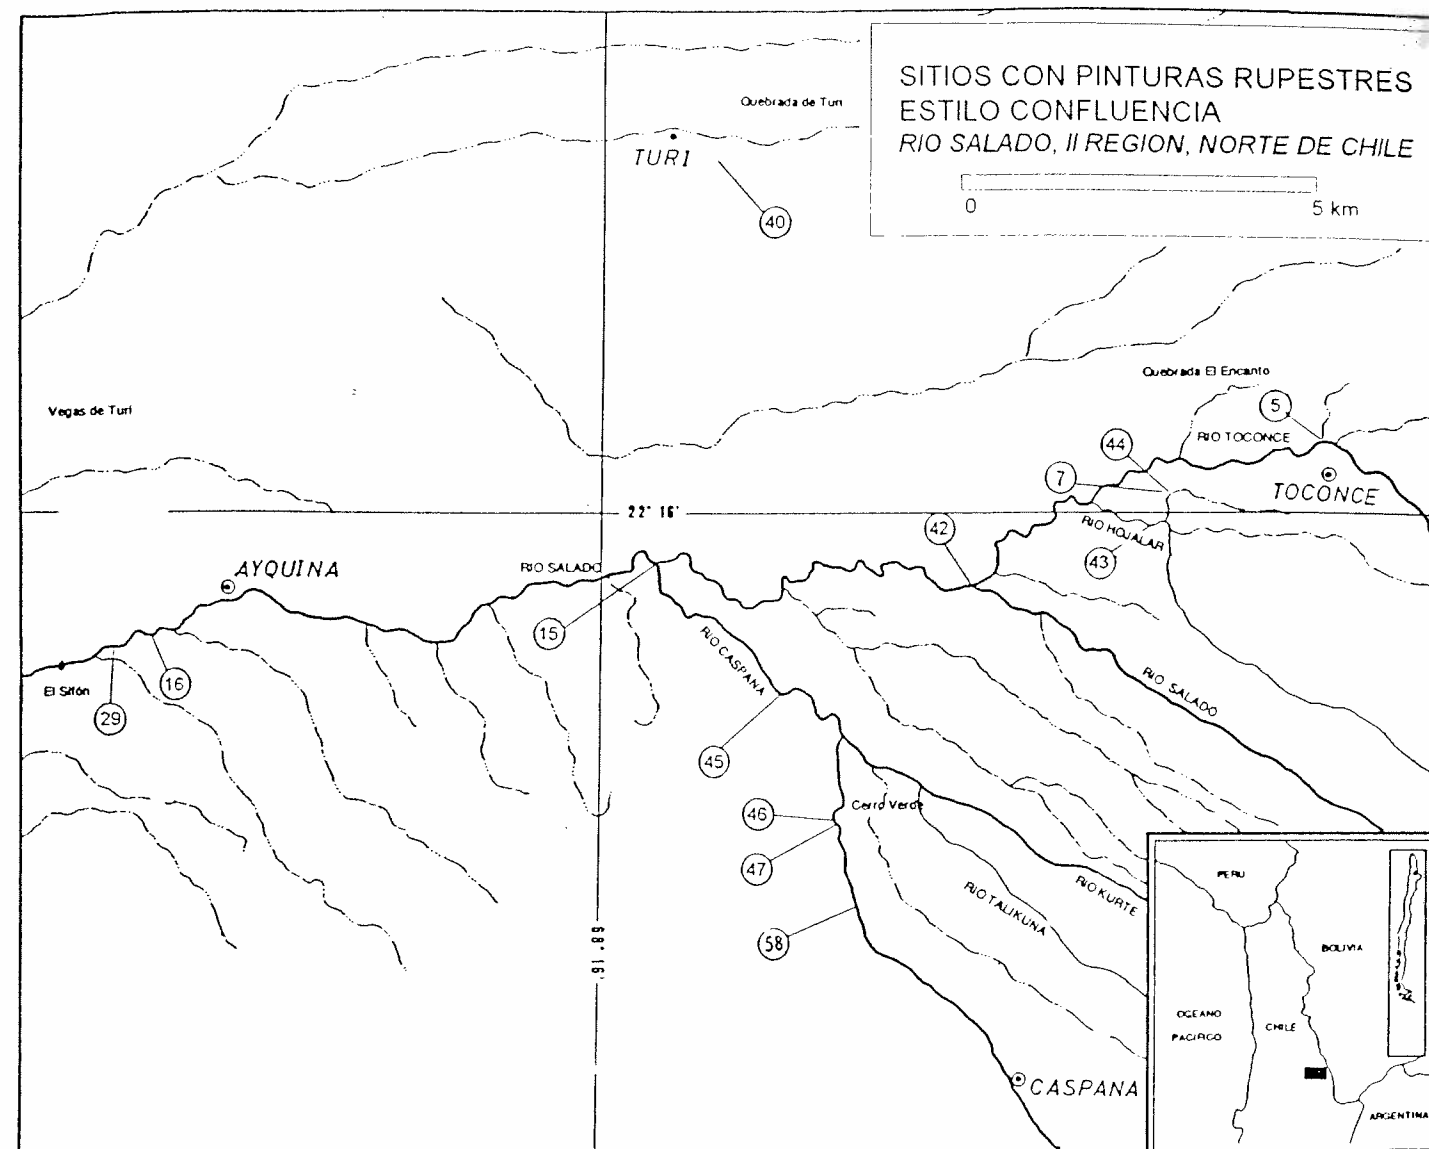 SITIOS CON PINTURAS RUPESTRES
ESTILO CONFLUENCIA
RIO SALADO, II REGION, NORTE DE CHILE
0 5 km
Quebrada de Turi
TURI
40
Quebrada El Encanto
Vegas de Turi
5
RIO TOCONCE
44
7
TOCONCE
22° 16'
42
RIO HOJALAR
43
AYQUINA
RIO SALADO
15
El Sifón
16
29
RIO CASPANA
RIO SALADO
45
46
Cerro Verde
47
RIO KURTE
RIO TALIKUNA
58
68° 16'
CASPANA
PERU
BOLIVIA
OCEANO
PACIFICO
CHILE
ARGENTINA